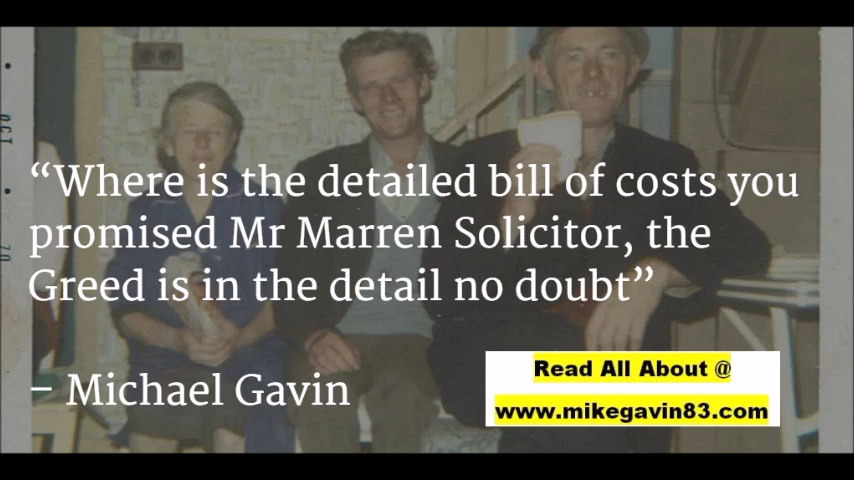 OCT
“Where is the detailed bill of costs you
promised Mr Marren Solicitor, the
Greed is in the detail no doubt”
– Michael Gavin
Read All About @
www.mikegavin83.com